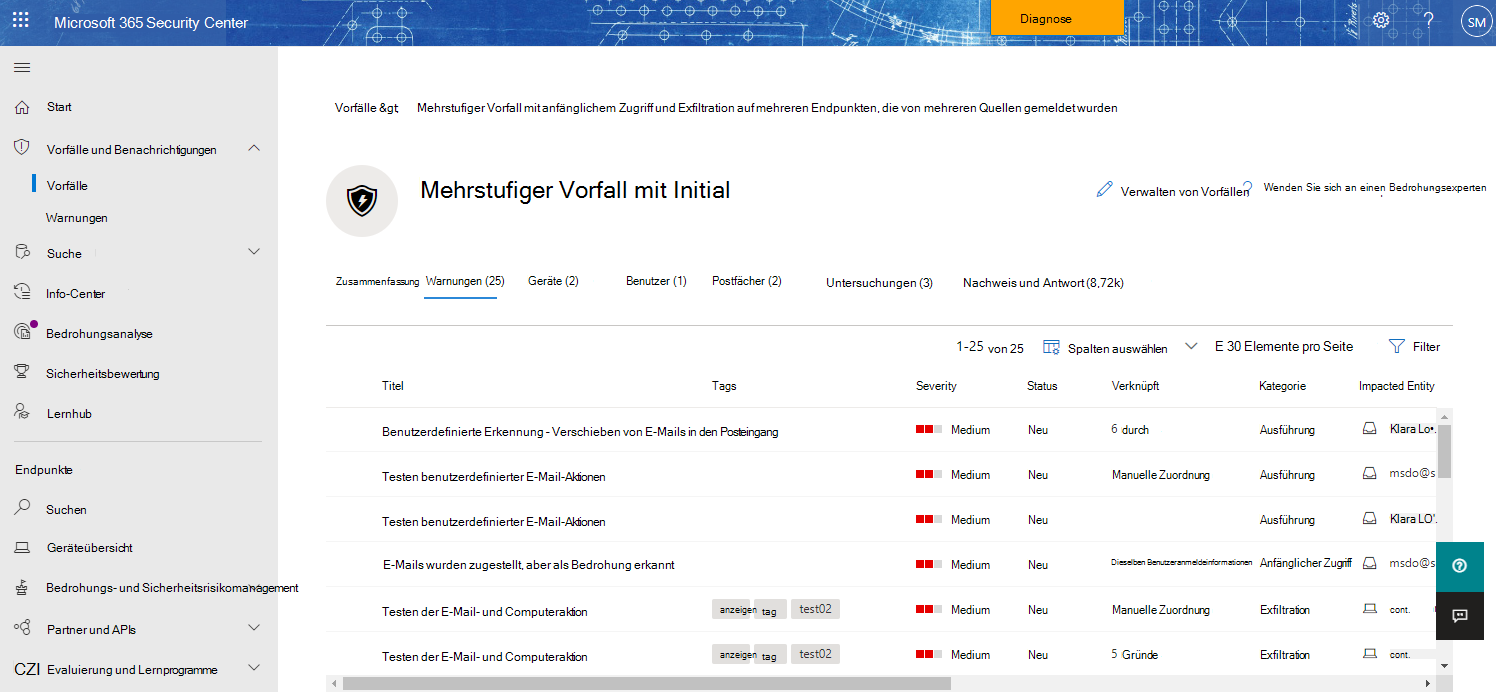 Microsoft 365 Security Center
Diagnose
?
SM
Start
Vorfälle und Benachrichtigungen
Vorfälle
Warnungen
Suche
Info-Center
Bedrohungsanalyse
Sicherheitsbewertung
Lernhub
Endpunkte
Suchen
Geräteübersicht
Bedrohungs- und Sicherheitsrisikomanagement
Partner und APIs
CZI Evaluierung und Lernprogramme
Vorfälle &gt; Mehrstufiger Vorfall mit anfänglichem Zugriff und Exfiltration auf mehreren Endpunkten, die von mehreren Quellen gemeldet wurden
Mehrstufiger Vorfall mit Initial
Verwalten von Vorfällen
? Wenden Sie sich an einen Bedrohungsexperten
Zusammenfassung Warnungen (25) Geräte (2) Benutzer (1) Postfächer (2) Untersuchungen (3) Nachweis und Antwort (8,72k)
1-25 von 25 Spalten auswählen E 30 Elemente pro Seite Filter
Titel Tags Severity Status Verknüpft Kategorie Impacted Entity
Benutzerdefinierte Erkennung - Verschieben von E-Mails in den Posteingang Medium Neu 6 durch Ausführung Klara Lo•.
Testen benutzerdefinierter E-Mail-Aktionen Medium Neu Manuelle Zuordnung Ausführung msdo@s
Testen benutzerdefinierter E-Mail-Aktionen Medium Neu Ausführung Klara LO'.
E-Mails wurden zugestellt, aber als Bedrohung erkannt Medium Neu Dieselben Benutzeranmeldeinformationen Anfänglicher Zugriff msdo@s
Testen der E-Mail- und Computeraktion anzeigen tag test02 Medium Neu Manuelle Zuordnung Exfiltration cont.
Testen der E-Mail- und Computeraktion anzeigen tag test02 Medium Neu 5 Gründe Exfiltration cont.